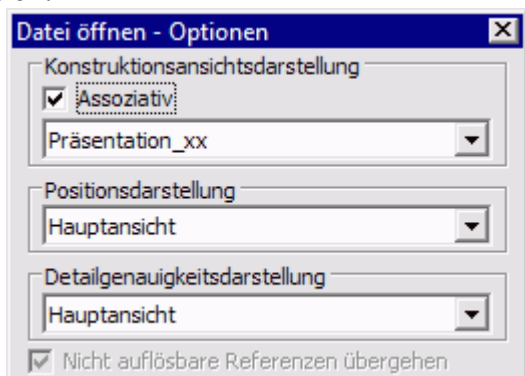 Datei öffnen - Optionen
Konstruktionsansichtsdarstellung
Assoziativ
Präsentation_xx
Positionsdarstellung
Hauptansicht
Detailgenauigkeitsdarstellung
Hauptansicht
Nicht auflösbare Referenzen übergehen